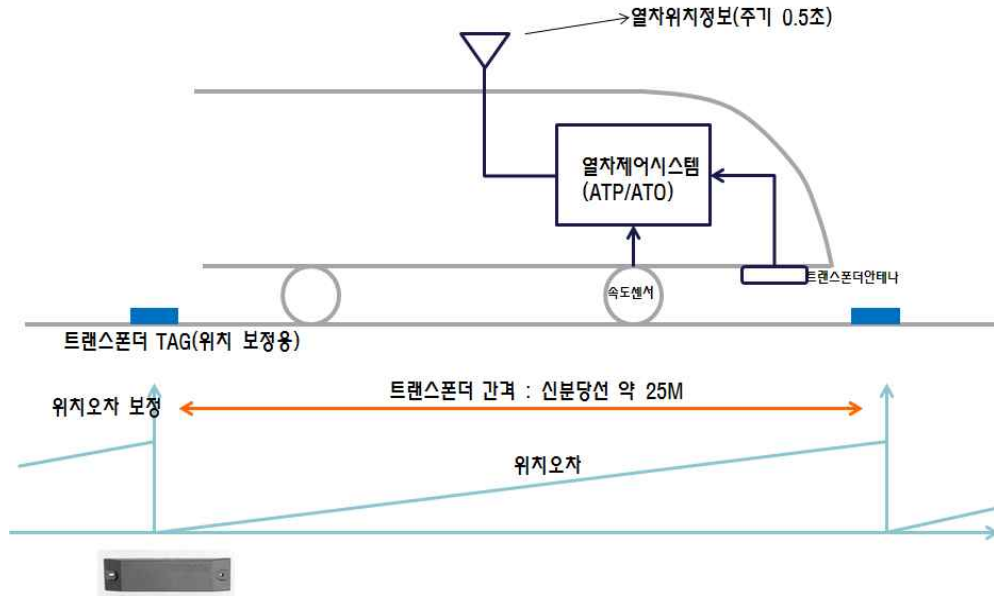 열차위치정보(주기 0.5초)
열차제어시스템
(ATP/ATO)
트랜스폰더안테나
속도센서
트랜스폰더 TAG(위치 보정용)
트랜스폰더 간격 : 신분당선 약 25M
위치오차 보정
위치오차